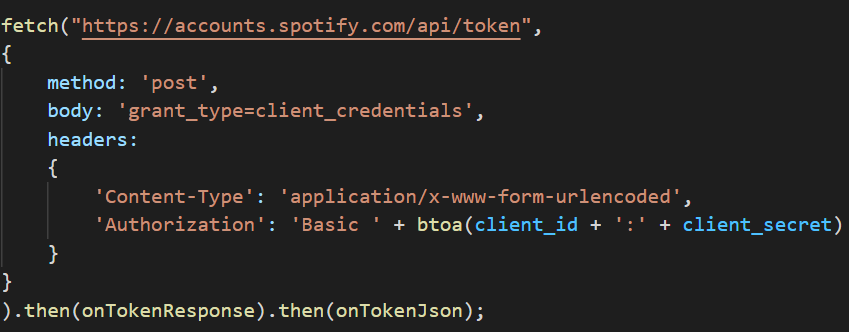 fetch("https://accounts.spotify.com/api/token",
{
    method: 'post',
    body: 'grant_type=client_credentials',
    headers:
    {
        'Content-Type': 'application/x-www-form-urlencoded',
        'Authorization': 'Basic ' + btoa(client_id + ':' + client_secret)
    }
}
).then(onTokenResponse).then(onTokenJson);